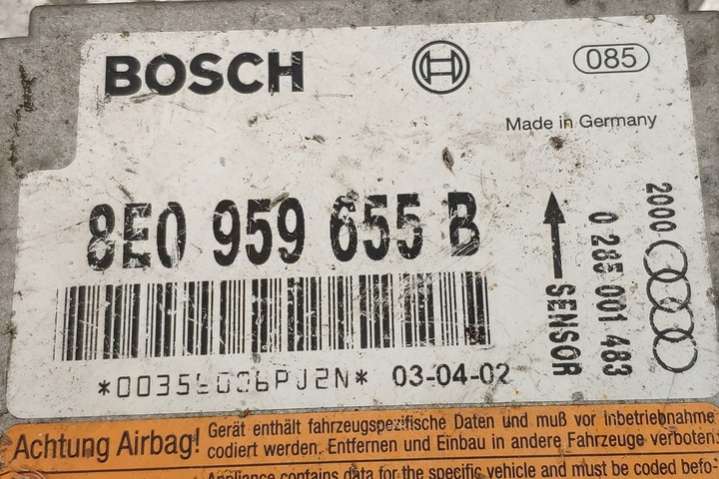 BOSCH
085
Made in Germany
8E0 959 655 B
SENSOR
0 285 001 483
2000
03-04-02
Achtung Airbag!
Gerät enthält fahrzeugspezifische Daten und muß vor Inbetriebnahme
codiert werden. Entfernen und Einbau in andere Fahrzeuge verboten.
Appliance contains data for the specific vehicle and must be coded befo-